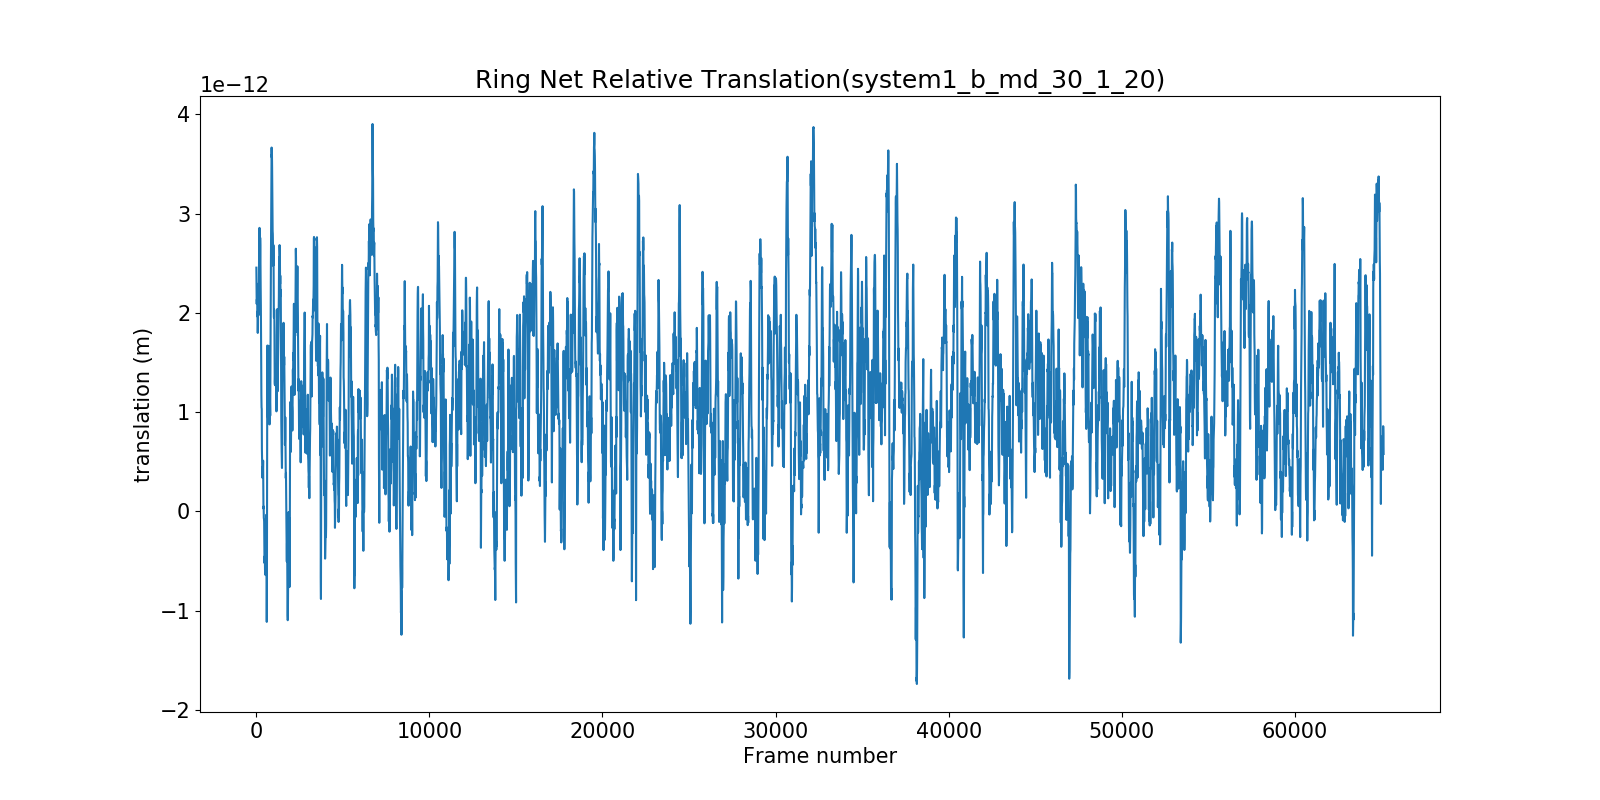 Ring Net Relative Translation(system1_b_md_30_1_20)
1e−12
4
3
2
1
0
−1
−2
translation (m)
0 10000 20000 30000 40000 50000 60000
Frame number